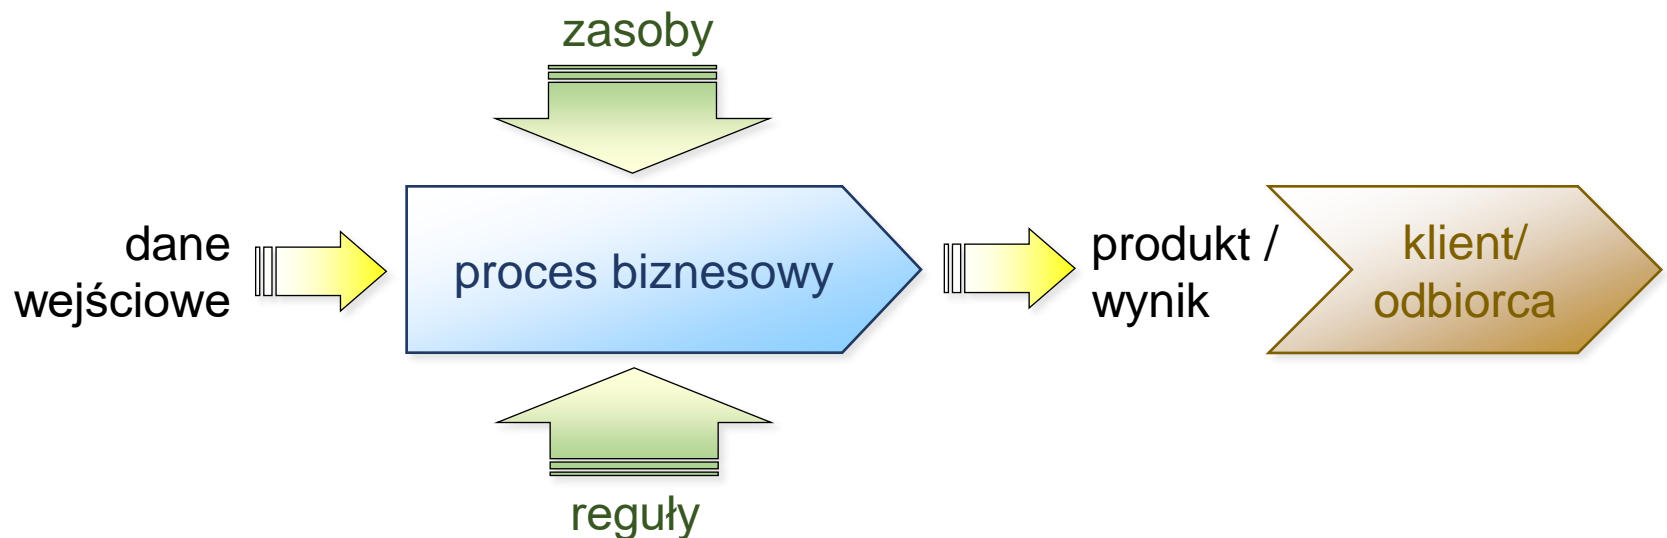 zasoby
dane
wejściowe
proces biznesowy
produkt /
wynik
klient/
odbiorca
reguły